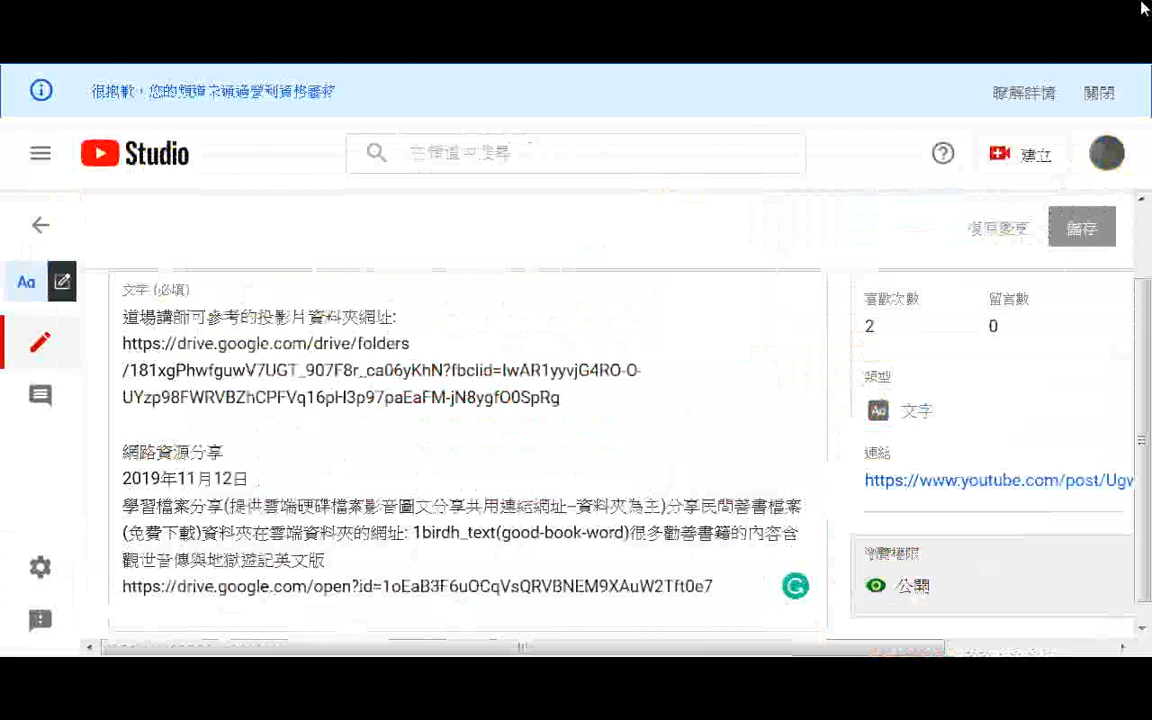 很抱歉，您的頻道未通過營利資格審核
瞭解詳情
關閉
Studio
在頻道中搜尋
建立
復原變更
儲存
Aa
文字 (必填)
道場講師可參考的投影片資料夾網址:
https://drive.google.com/drive/folders
/181xgPhwfguwV7UGT_907F8r_ca06yKhN?fbclid=IwAR1yyvjG4RO-O-
UYzp98FWRVBZhCPFVq16pH3p97paEaFM-jN8ygfO0SpRg
網路資源分享
2019年11月12日
學習檔案分享(提供雲端硬碟檔案影音圖文分享共用連結網址–資料夾為主)分享民間善書檔案
(免費下載)資料夾在雲端資料夾的網址: 1birdh_text(good-book-word)很多勸善書籍的內容含
觀世音傳與地獄遊記英文版
https://drive.google.com/open?id=1oEaB3F6uOCqVsQRVBNEM9XAuW2Tft0e7
喜歡次數
留言數
2
0
類型
Aa 文字
連結
https://www.youtube.com/post/Ugw
瀏覽權限
公開